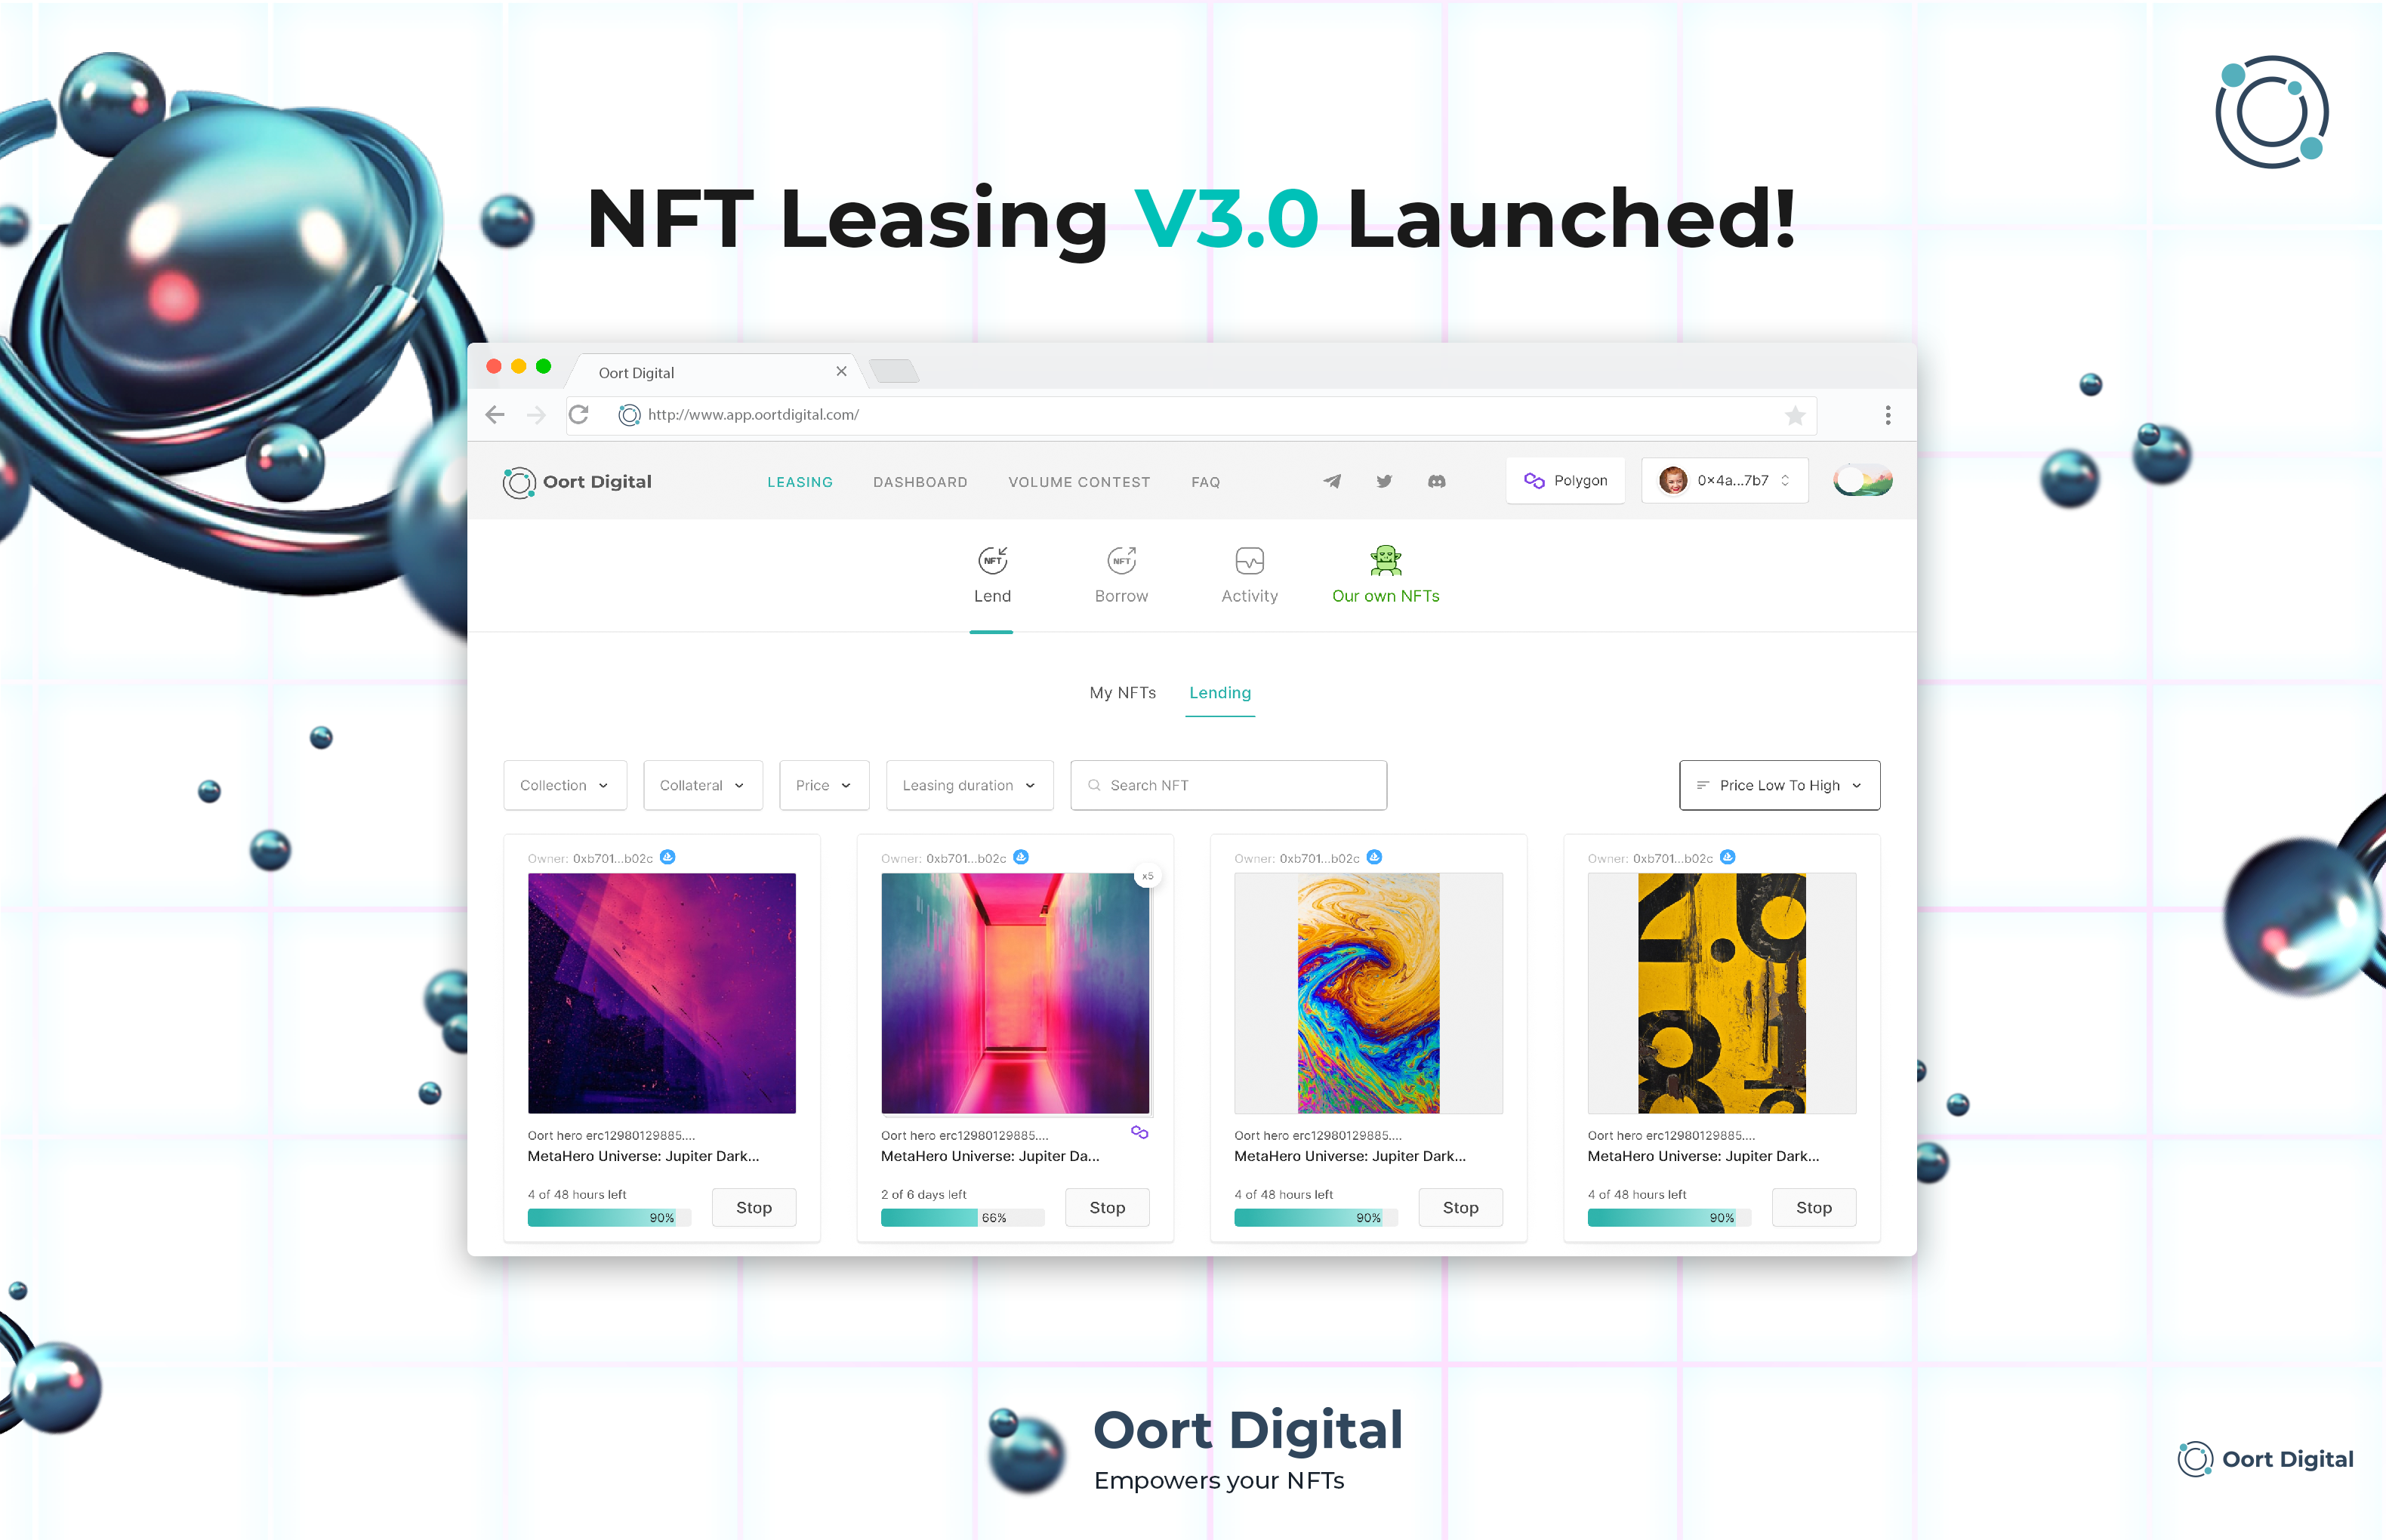 NFT Leasing V3.0 Launched!
Oort Digital
http://www.app.oortdigital.com/
Oort Digital
LEASING DASHBOARD VOLUME CONTEST FAQ
Polygon
0×4a...7b7
NFT NFT
Lend Borrow Activity Our own NFTs
My NFTs Lending
Collection Collateral Price Leasing duration Search NFT Price Low To High
Owner: 0xb701...b02c
Oort hero erc12980129885....
MetaHero Universe: Jupiter Dark...
4 of 48 hours left
90%
Stop
Owner: 0xb701...b02c
x5
Oort hero erc12980129885....
MetaHero Universe: Jupiter Da...
2 of 6 days left
66%
Stop
Owner: 0xb701...b02c
Oort hero erc12980129885....
MetaHero Universe: Jupiter Dark...
4 of 48 hours left
90%
Stop
Owner: 0xb701...b02c
Oort hero erc12980129885....
MetaHero Universe: Jupiter Dark...
4 of 48 hours left
90%
Stop
Oort Digital
Empowers your NFTs
Oort Digital